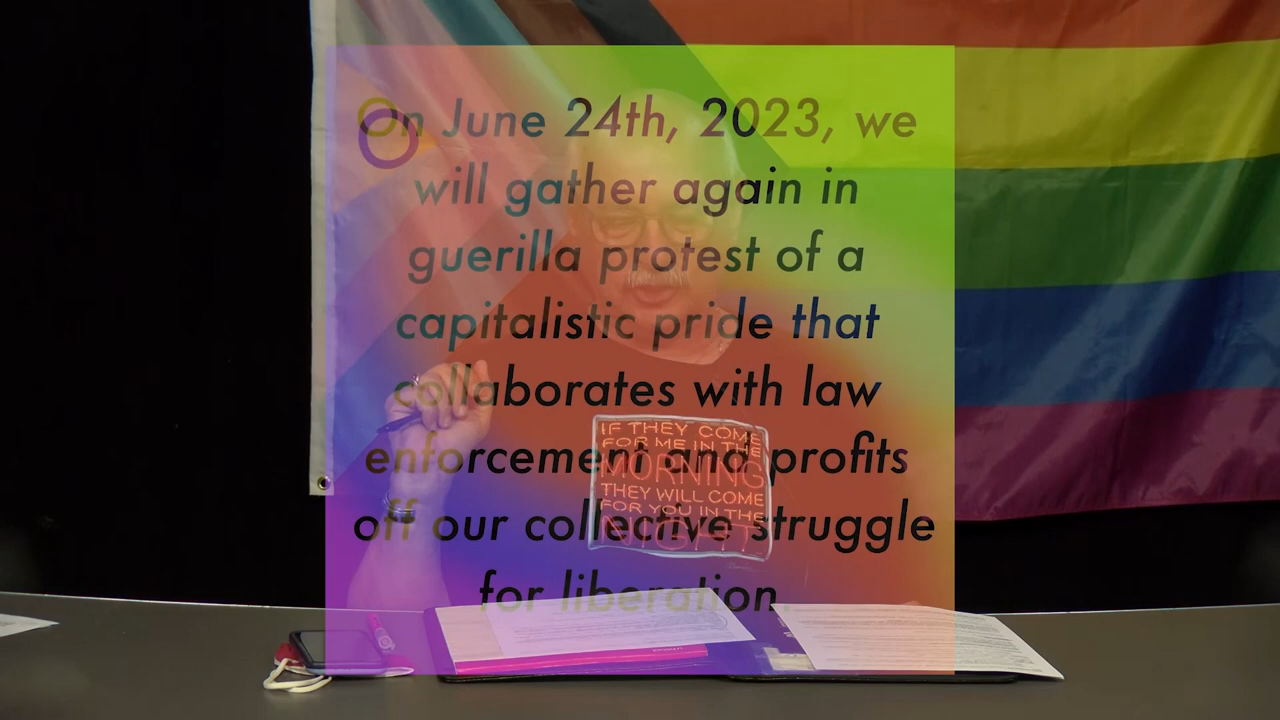 On June 24th, 2023, we
will gather again in
guerilla protest of a
capitalistic pride that
collaborates with law
enforcement and profits
off our collective struggle
for liberation.
IF THEY COME
FOR ME IN THE
MORNING
THEY WILL COME
FOR YOU IN THE
NIGHT